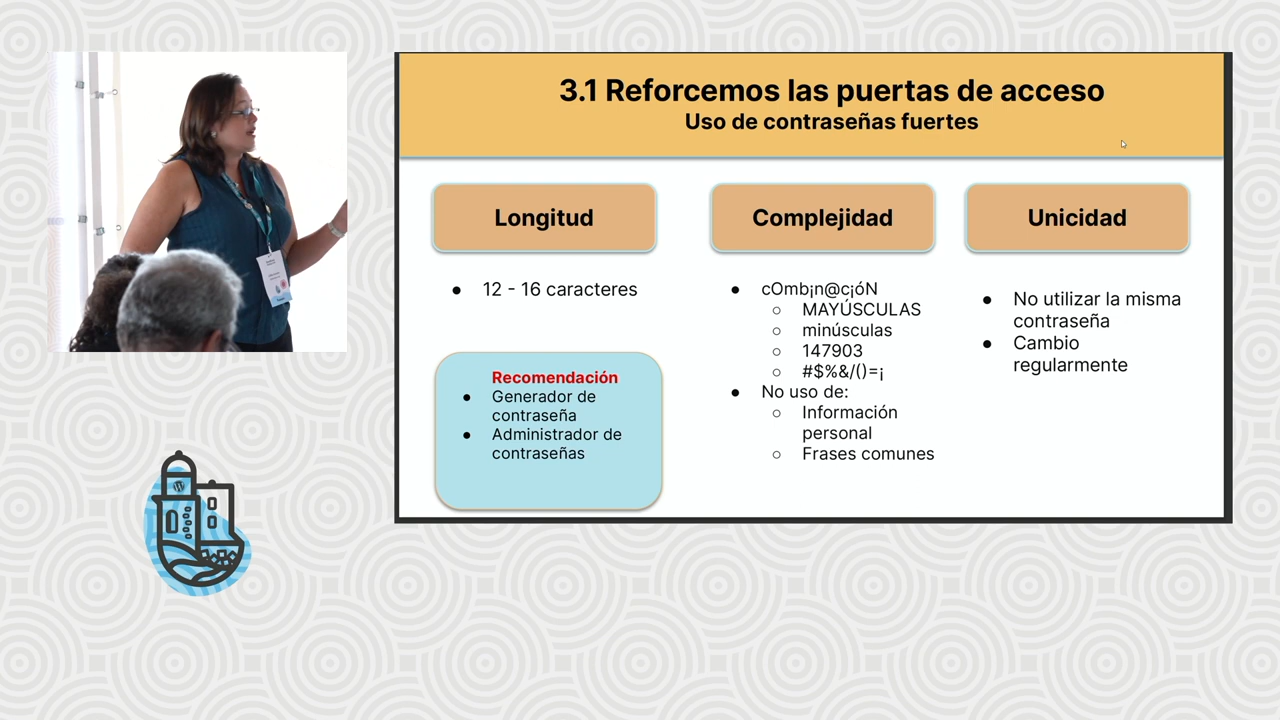 3.1 Reforcemos las puertas de acceso
Uso de contraseñas fuertes
Longitud
12 - 16 caracteres
Recomendación
Generador de
contraseña
Administrador de
contraseñas
Complejidad
cOmb¡n@c¡óN
MAYÚSCULAS
minúsculas
147903
#$%&/()=¡
No uso de:
Información
personal
Frases comunes
Unicidad
No utilizar la misma
contraseña
Cambio
regularmente